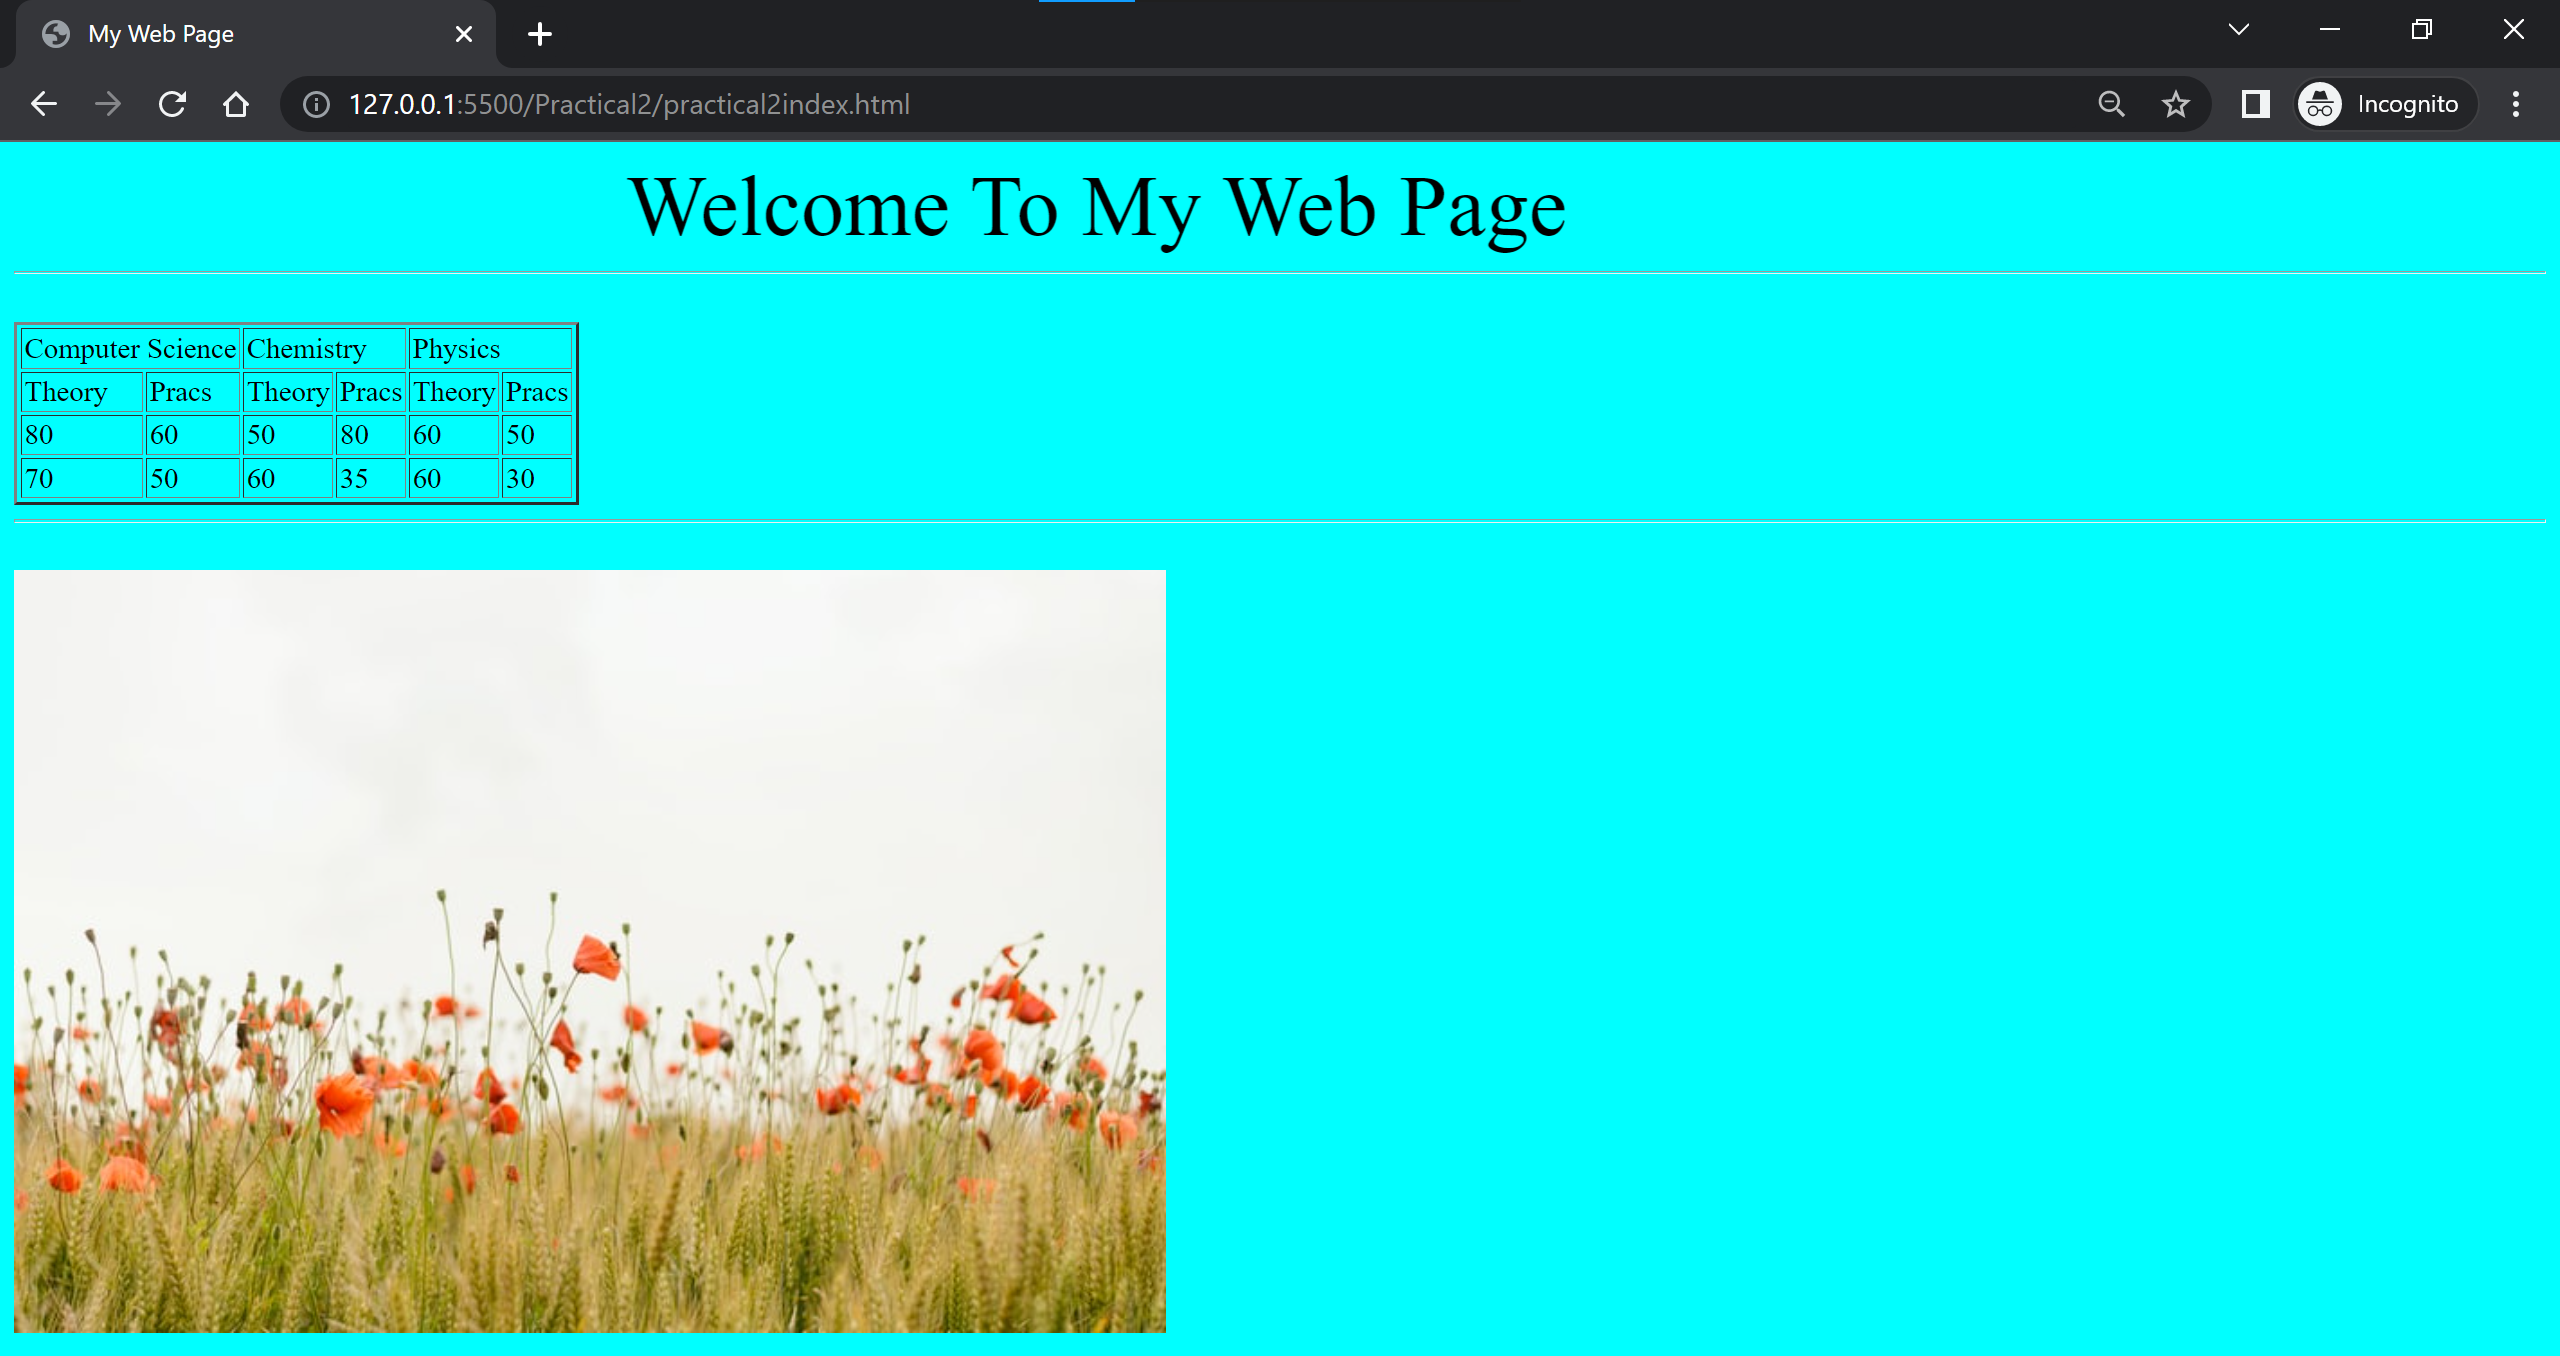 My Web Page
127.0.0.1:5500/Practical2/practical2index.html
Incognito
Welcome To My Web Page
Computer Science Chemistry Physics
Theory Pracs Theory Pracs Theory Pracs
80 60 50 80 60 50
70 50 60 35 60 30